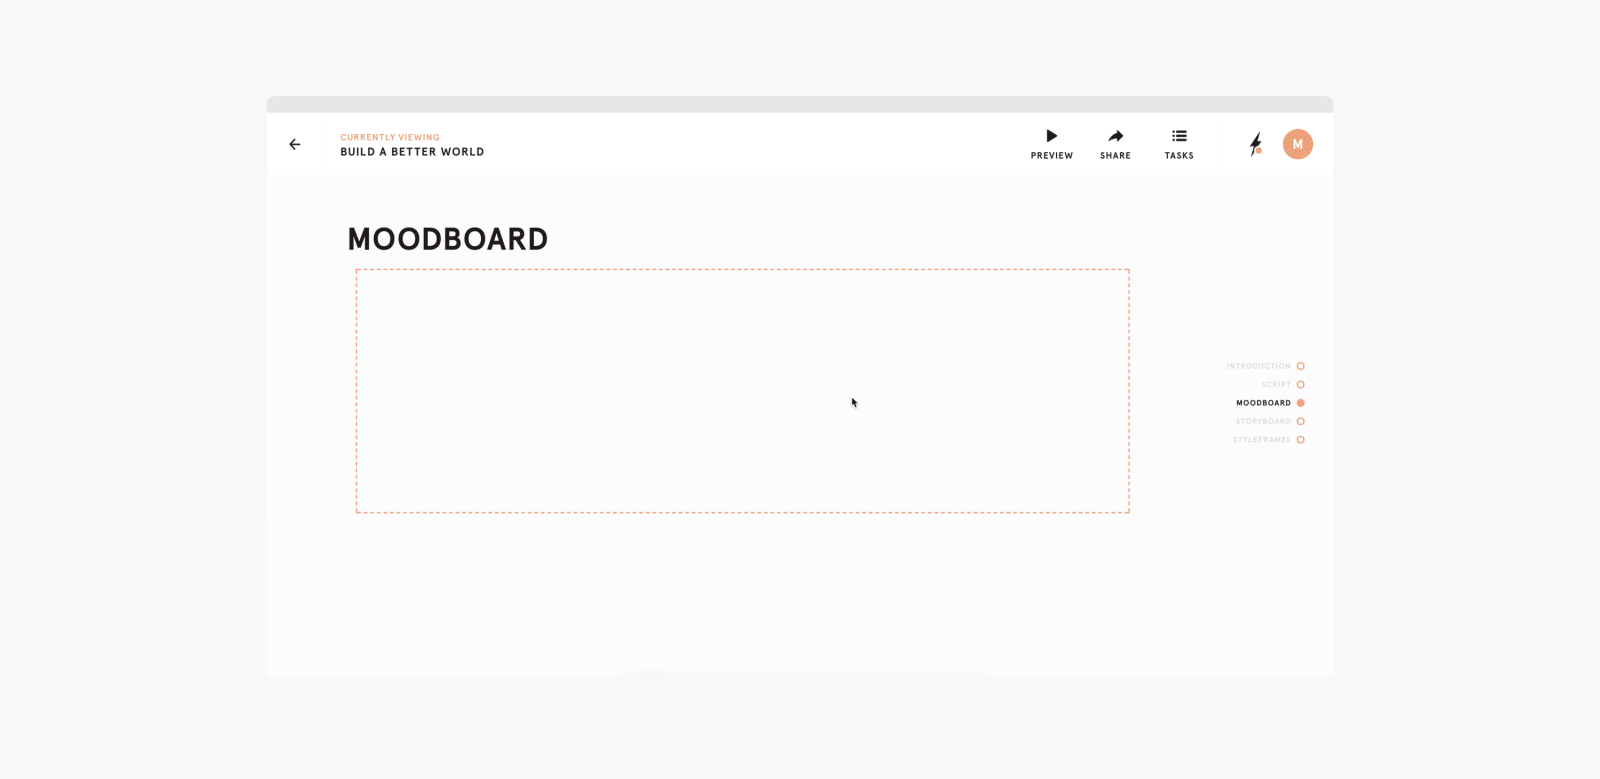 CURRENTLY VIEWING
BUILD A BETTER WORLD
PREVIEW
SHARE
TASKS
M
MOODBOARD
INTRODUCTION
SCRIPT
MOODBOARD
STORYBOARD
STYLEFRAMES